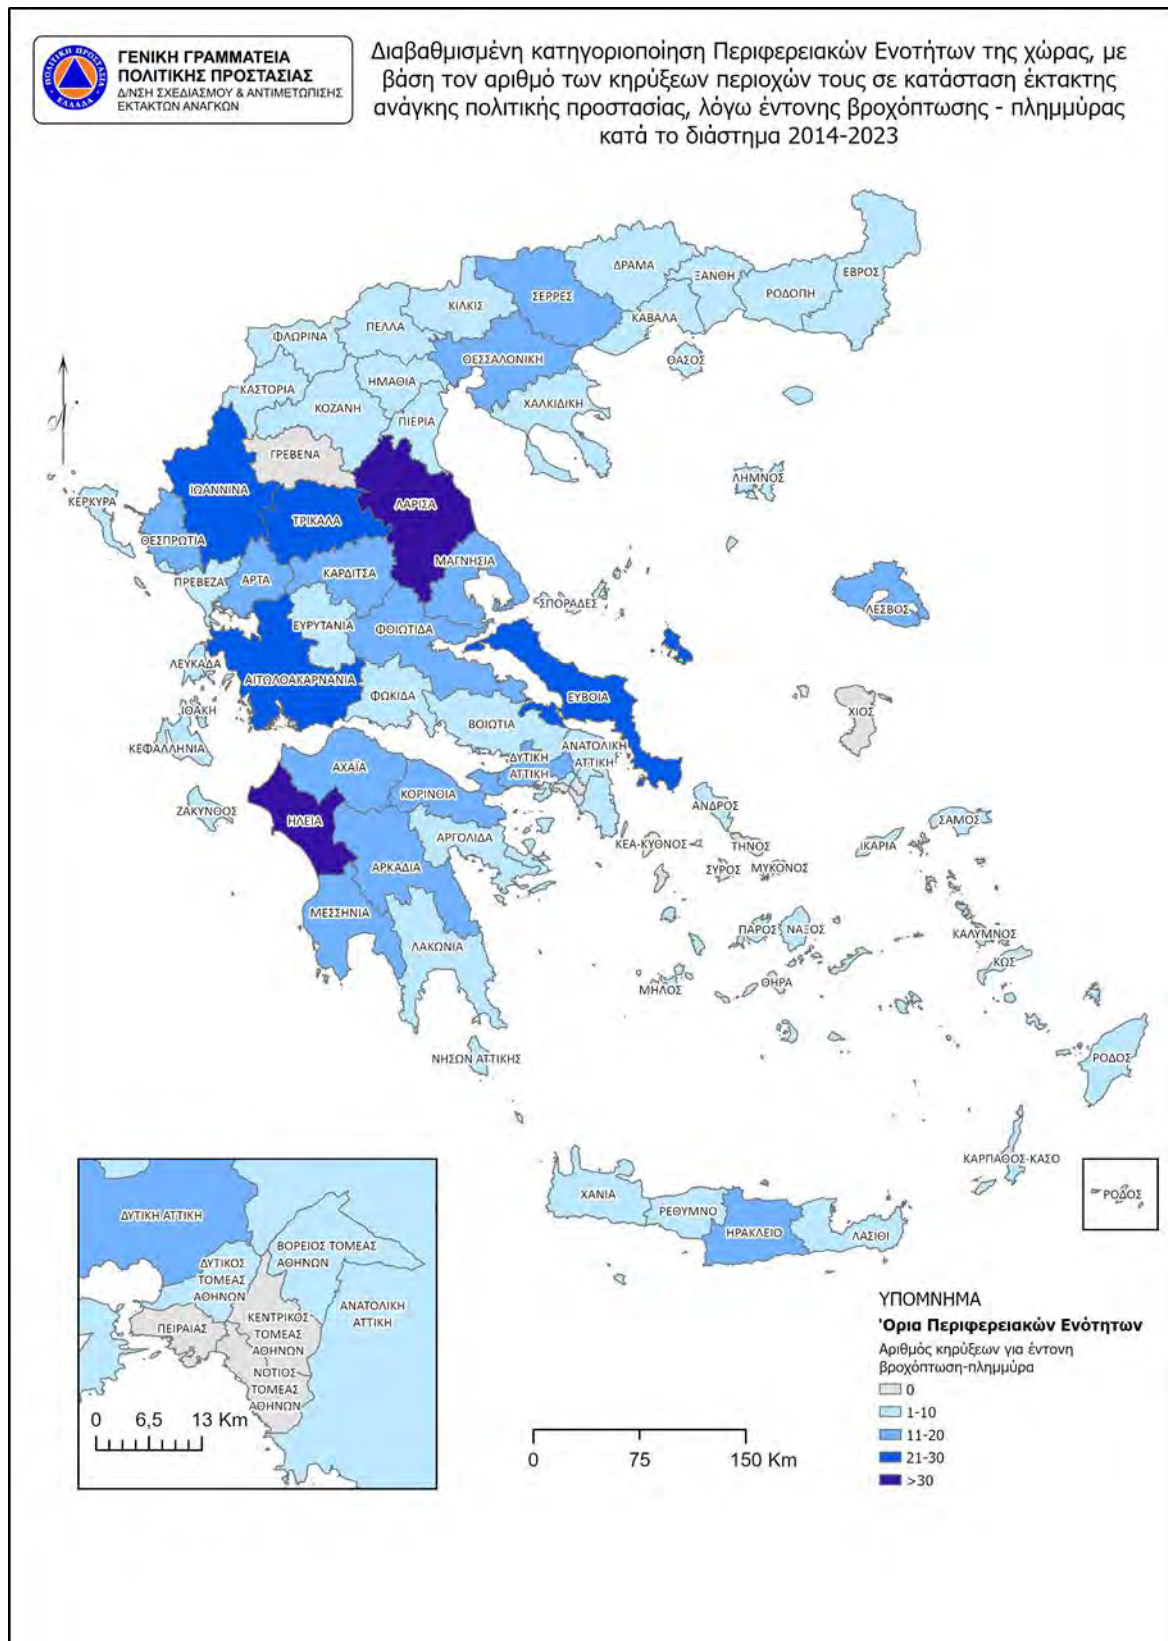 ΓΕΝΙΚΗ ΓΡΑΜΜΑΤΕΙΑ
ΠΟΛΙΤΙΚΗΣ ΠΡΟΣΤΑΣΙΑΣ
Δ/ΝΣΗ ΣΧΕΔΙΑΣΜΟΥ & ΑΝΤΙΜΕΤΩΠΙΣΗΣ
ΕΚΤΑΚΤΩΝ ΑΝΑΓΚΩΝ
ΠΟΛΙΤΙΚΗ ΠΡΟΣΤΑΣΙΑ
ΕΛΛΑΔΑ
Διαβαθμισμένη κατηγοριοποίηση Περιφερειακών Ενοτήτων της χώρας, με
βάση τον αριθμό των κηρύξεων περιοχών τους σε κατάσταση έκτακτης
ανάγκης πολιτικής προστασίας, λόγω έντονης βροχόπτωσης - πλημμύρας
κατά το διάστημα 2014-2023
ΔΡΑΜΑ
ΞΑΝΘΗ
ΕΒΡΟΣ
ΡΟΔΟΠΗ
ΣΕΡΡΕΣ
ΚΙΛΚΙΣ
ΚΑΒΑΛΑ
ΠΕΛΛΑ
ΦΛΩΡΙΝΑ
ΘΕΣΣΑΛΟΝΙΚΗ
ΘΑΣΟΣ
ΗΜΑΘΙΑ
ΚΑΣΤΟΡΙΑ
ΚΟΖΑΝΗ
ΧΑΛΚΙΔΙΚΗ
ΠΙΕΡΙΑ
ΓΡΕΒΕΝΑ
ΛΗΜΝΟΣ
ΙΩΑΝΝΙΝΑ
ΚΕΡΚΥΡΑ
ΛΑΡΙΣΑ
ΤΡΙΚΑΛΑ
ΘΕΣΠΡΩΤΙΑ
ΜΑΓΝΗΣΙΑ
ΚΑΡΔΙΤΣΑ
ΠΡΕΒΕΖΑ
ΑΡΤΑ
ΣΠΟΡΑΔΕΣ
ΛΕΣΒΟΣ
ΕΥΡΥΤΑΝΙΑ
ΦΘΙΩΤΙΔΑ
ΛΕΥΚΑΔΑ
ΑΙΤΩΛΟΑΚΑΡΝΑΝΙΑ
ΦΩΚΙΔΑ
ΕΥΒΟΙΑ
ΙΘΑΚΗ
ΧΙΟΣ
ΒΟΙΩΤΙΑ
ΚΕΦΑΛΛΗΝΙΑ
ΑΝΑΤΟΛΙΚΗ
ΑΤΤΙΚΗ
ΔΥΤΙΚΗ
ΑΤΤΙΚΗ
ΑΧΑΪΑ
ΚΟΡΙΝΘΙΑ
ΖΑΚΥΝΘΟΣ
ΗΛΕΙΑ
ΑΝΔΡΟΣ
ΣΑΜΟΣ
ΑΡΓΟΛΙΔΑ
ΚΕΑ-ΚΥΘΝΟΣ
ΤΗΝΟΣ
ΙΚΑΡΙΑ
ΑΡΚΑΔΙΑ
ΣΥΡΟΣ
ΜΥΚΟΝΟΣ
ΜΕΣΣΗΝΙΑ
ΠΑΡΟΣ
ΝΑΞΟΣ
ΚΑΛΥΜΝΟΣ
ΛΑΚΩΝΙΑ
ΚΩΣ
ΜΗΛΟΣ
ΘΗΡΑ
ΝΗΣΩΝ ΑΤΤΙΚΗΣ
ΡΟΔΟΣ
ΚΑΡΠΑΘΟΣ-ΚΑΣΟ
ΡΟΔΟΣ
ΧΑΝΙΑ
ΡΕΘΥΜΝΟ
ΗΡΑΚΛΕΙΟ
ΛΑΣΙΘΙ
ΔΥΤΙΚΗ ΑΤΤΙΚΗ
ΒΟΡΕΙΟΣ ΤΟΜΕΑΣ
ΑΘΗΝΩΝ
ΔΥΤΙΚΟΣ
ΤΟΜΕΑΣ
ΑΘΗΝΩΝ
ΑΝΑΤΟΛΙΚΗ
ΑΤΤΙΚΗ
ΚΕΝΤΡΙΚΟΣ
ΤΟΜΕΑΣ
ΑΘΗΝΩΝ
ΠΕΙΡΑΙΑΣ
ΝΟΤΙΟΣ
ΤΟΜΕΑΣ
ΑΘΗΝΩΝ
0 6,5 13 Km
0 75 150 Km
ΥΠΟΜΝΗΜΑ
'Ορια Περιφερειακών Ενότητων
Αριθμός κηρύξεων για έντονη
βροχόπτωση-πλημμύρα
0
1-10
11-20
21-30
>30